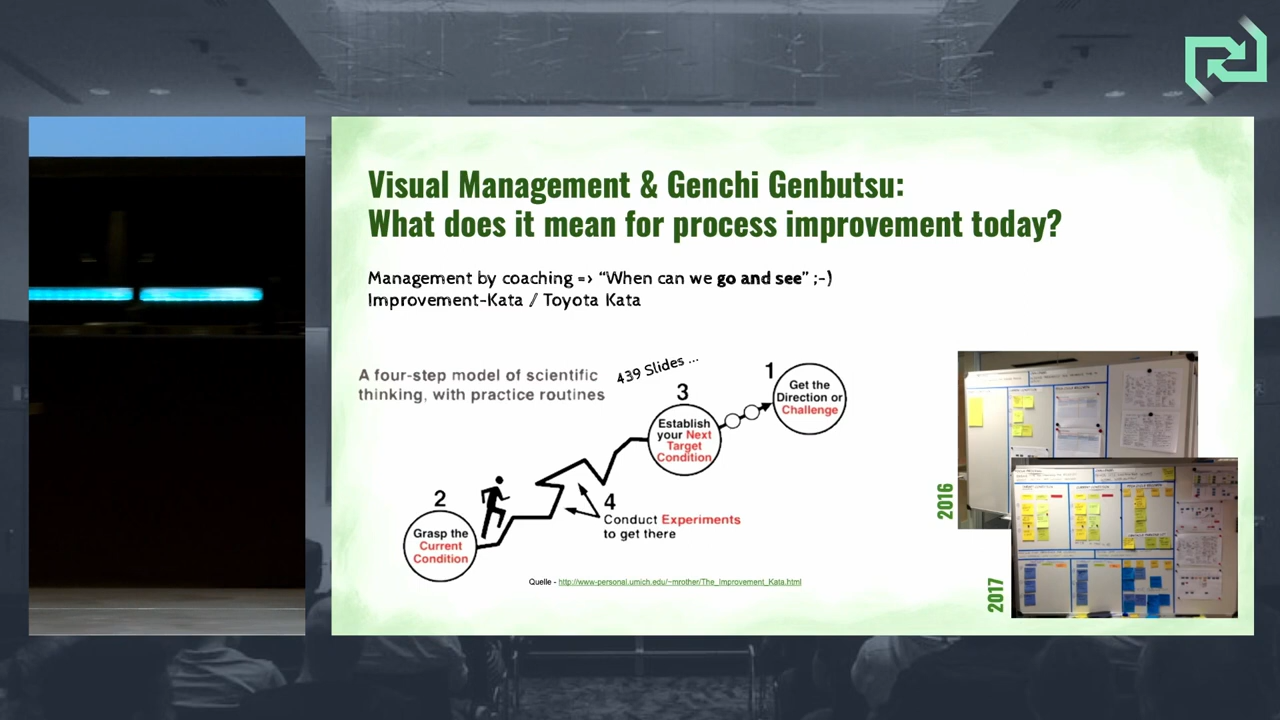 Visual Management & Genchi Genbutsu:
What does it mean for process improvement today?
Management by coaching => “When can we go and see” ;-)
Improvement-Kata / Toyota Kata
A four-step model of scientific
thinking, with practice routines
439 Slides ...
1
Get the
Direction or
Challenge
3
Establish
your Next
Target
Condition
2
Grasp the
Current
Condition
4
Conduct Experiments
to get there
Quelle - http://www-personal.umich.edu/~mrother/The_Improvement_Kata.html
2016
2017